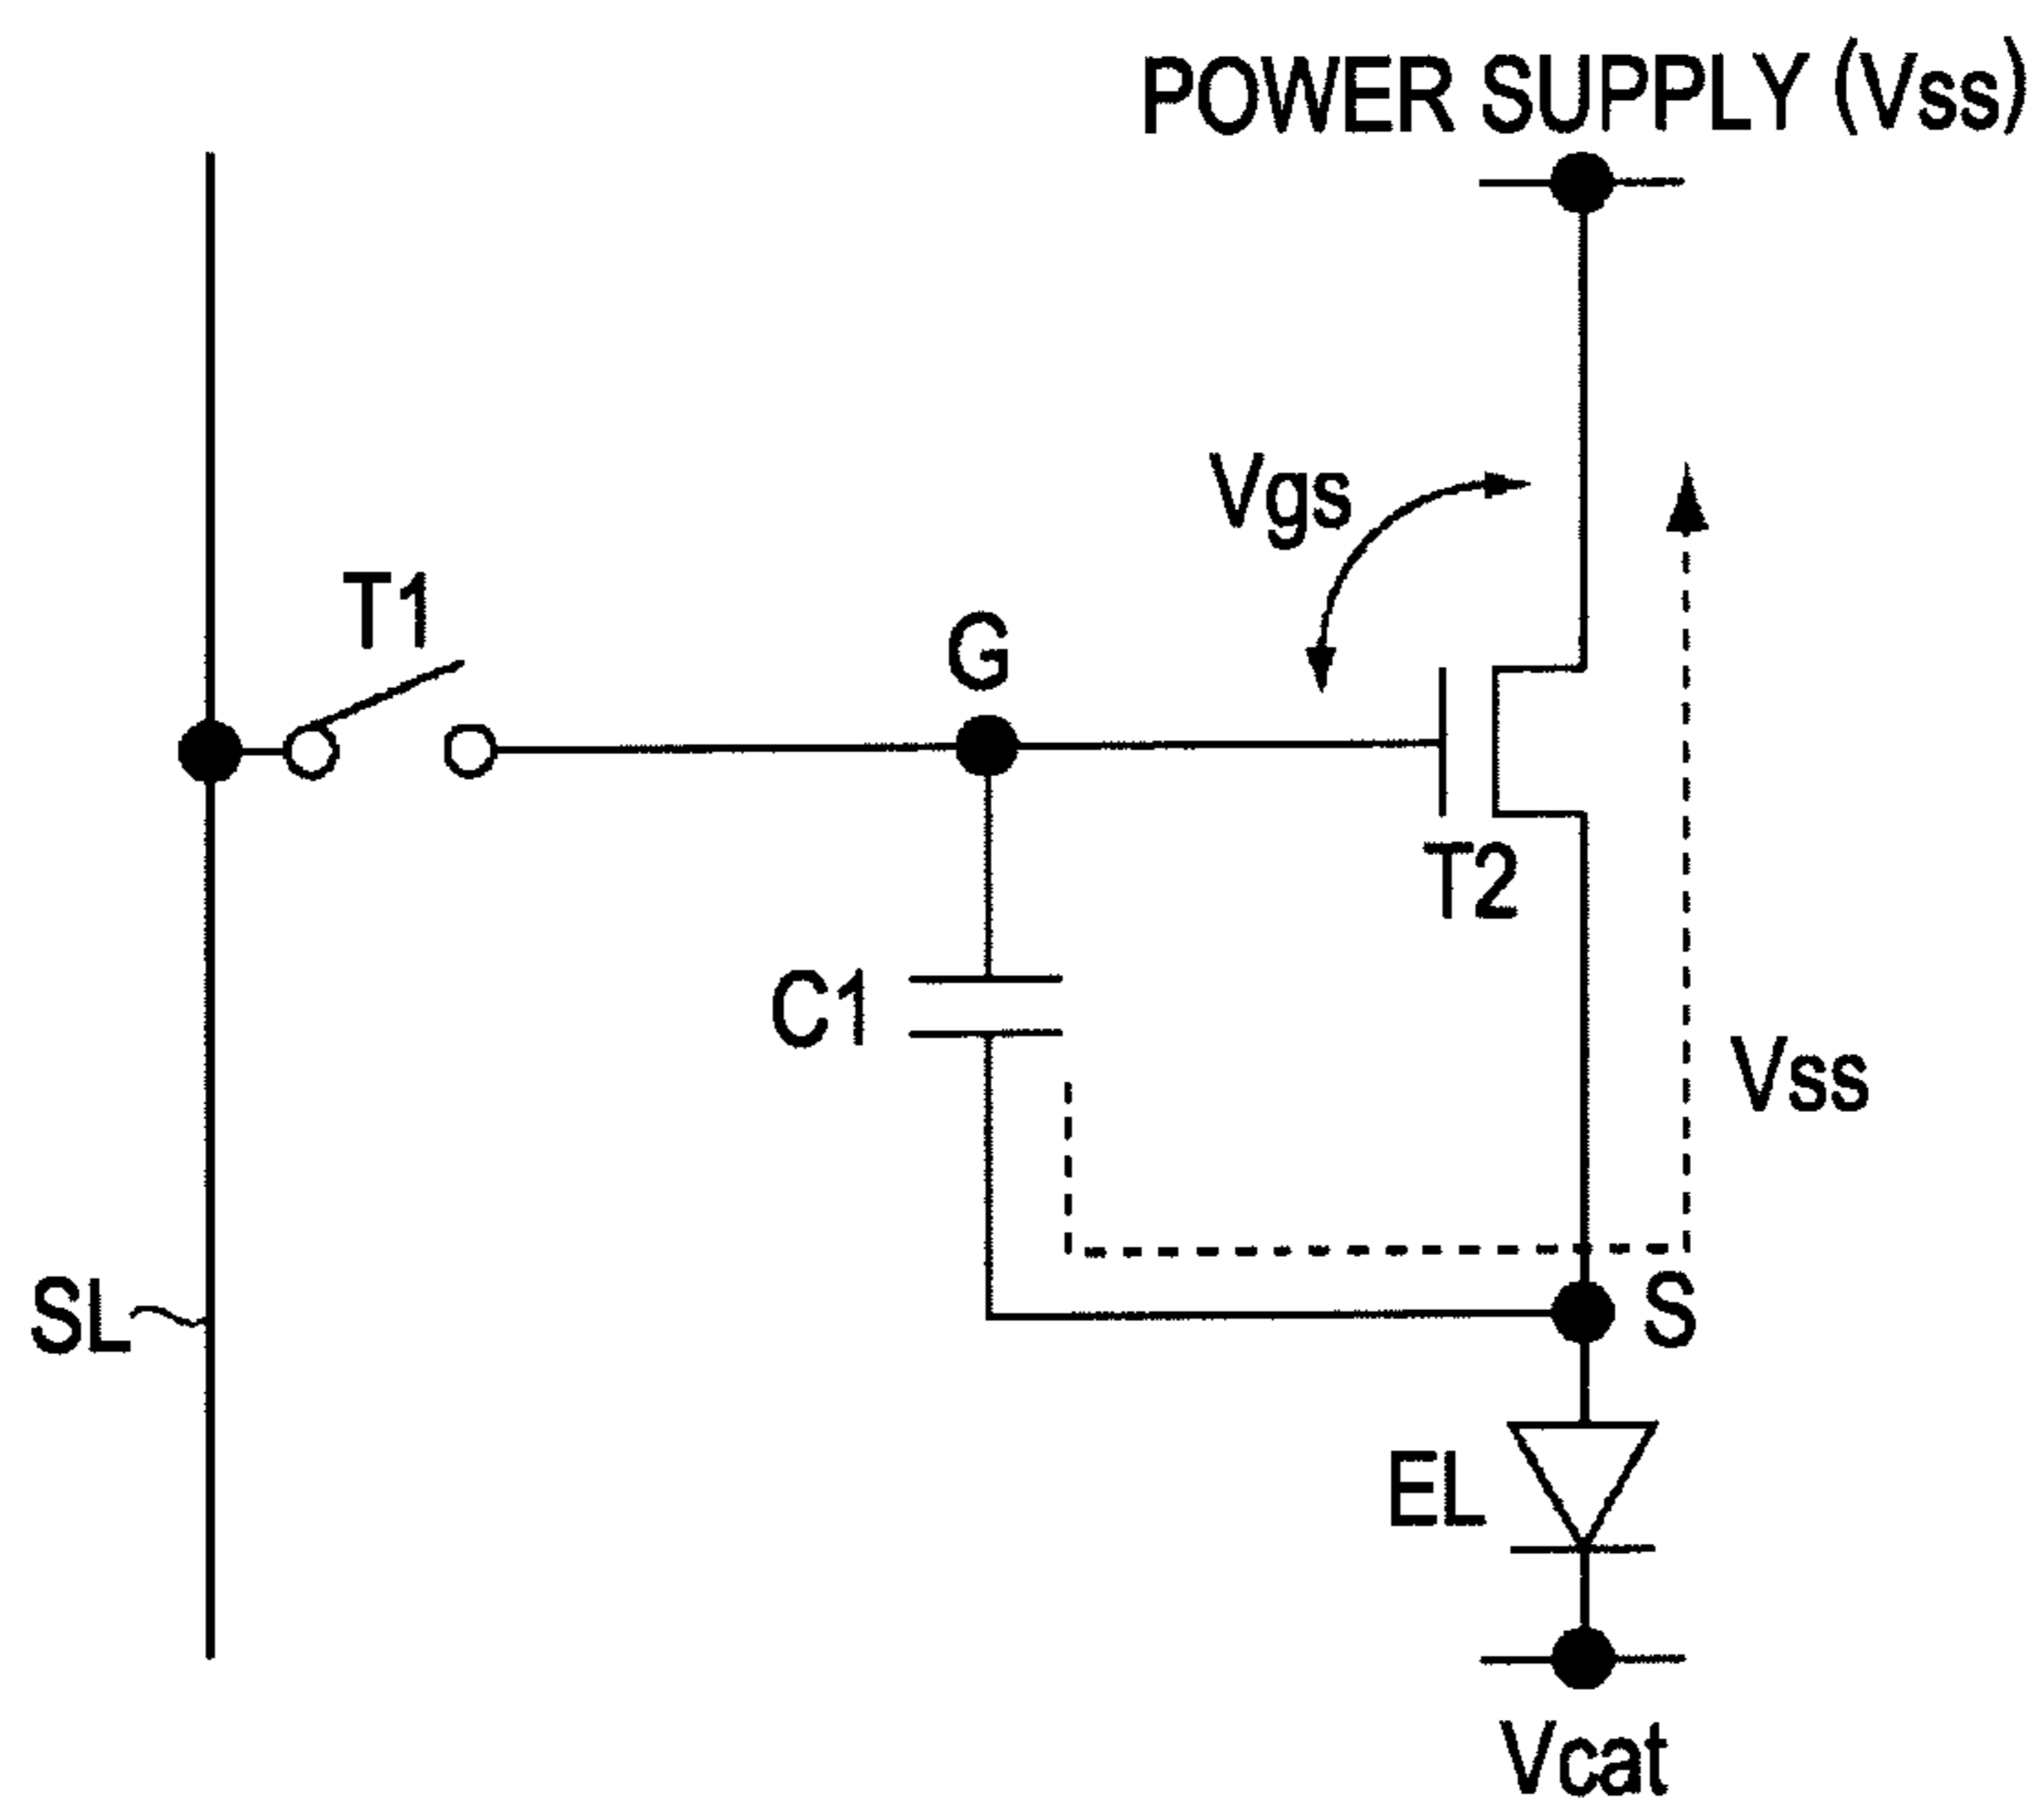 POWER SUPPLY (Vss)
Vgs
T1
G
T2
C1
Vss
SL
S
EL
Vcat